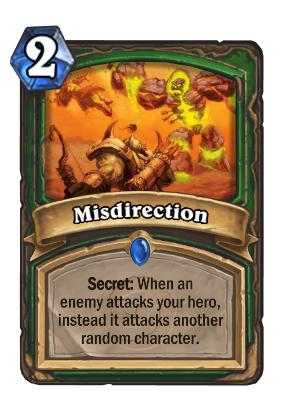 2
Misdirection
Secret: When an
enemy attacks your hero,
instead it attacks another
random character.